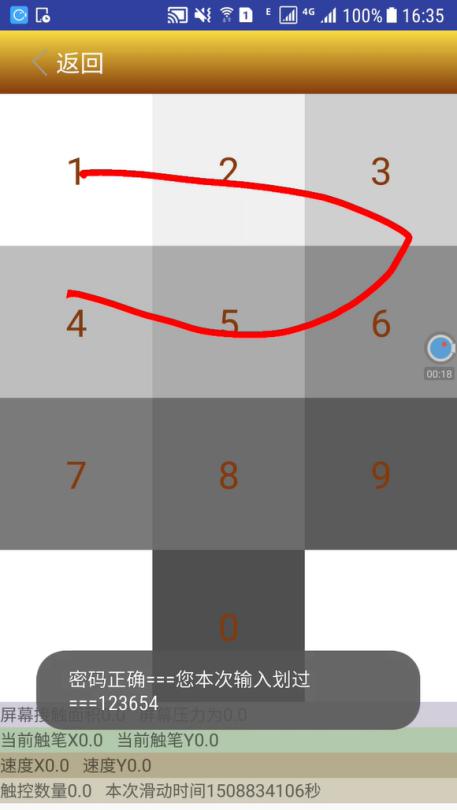 E 4G 100% 16:35
返回
1 2 3
4 5 6
00:18
7 8 9
0
密码正确===您本次输入划过
===123654
屏幕接触面积0.0 屏幕压力为0.0
当前触笔X0.0 当前触笔Y0.0
速度X0.0 速度Y0.0
触控数量0.0 本次滑动时间1508834106秒